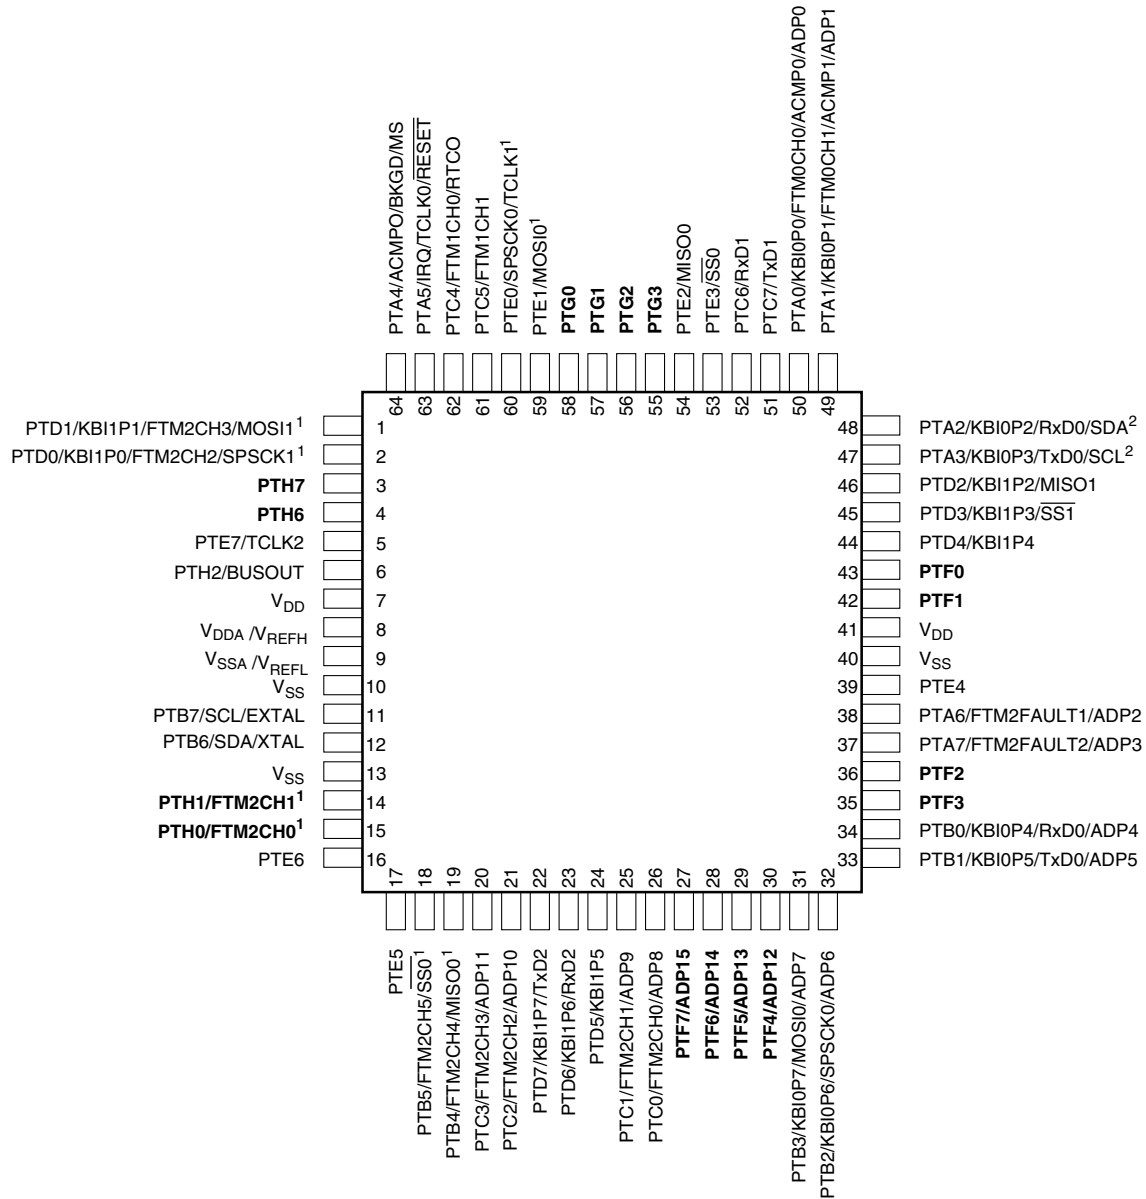 PTA4/ACMPO/BKGD/MS
PTA5/IRQ/TCLK0/RESET
PTC4/FTM1CH0/RTCO
PTC5/FTM1CH1
PTE0/SPSCK0/TCLK1¹
PTE1/MOSI0¹
PTG0
PTG1
PTG2
PTG3
PTE2/MISO0
PTE3/SS0
PTC6/RxD1
PTC7/TxD1
PTA0/KBI0P0/FTM0CH0/ACMP0/ADP0
PTA1/KBI0P1/FTM0CH1/ACMP1/ADP1
64 63 62 61 60 59 58 57 56 55 54 53 52 51 50 49
PTD1/KBI1P1/FTM2CH3/MOSI1¹ 1
PTD0/KBI1P0/FTM2CH2/SPSCK1¹ 2
PTH7 3
PTH6 4
PTE7/TCLK2 5
PTH2/BUSOUT 6
VDD 7
VDDA /VREFH 8
VSSA /VREFL 9
VSS 10
PTB7/SCL/EXTAL 11
PTB6/SDA/XTAL 12
VSS 13
PTH1/FTM2CH1¹ 14
PTH0/FTM2CH0¹ 15
PTE6 16
48 PTA2/KBI0P2/RxD0/SDA²
47 PTA3/KBI0P3/TxD0/SCL²
46 PTD2/KBI1P2/MISO1
45 PTD3/KBI1P3/SS1
44 PTD4/KBI1P4
43 PTF0
42 PTF1
41 VDD
40 VSS
39 PTE4
38 PTA6/FTM2FAULT1/ADP2
37 PTA7/FTM2FAULT2/ADP3
36 PTF2
35 PTF3
34 PTB0/KBI0P4/RxD0/ADP4
33 PTB1/KBI0P5/TxD0/ADP5
17 18 19 20 21 22 23 24 25 26 27 28 29 30 31 32
PTE5
PTB5/FTM2CH5/SS0¹
PTB4/FTM2CH4/MISO0¹
PTC3/FTM2CH3/ADP11
PTC2/FTM2CH2/ADP10
PTD7/KBI1P7/TxD2
PTD6/KBI1P6/RxD2
PTD5/KBI1P5
PTC1/FTM2CH1/ADP9
PTC0/FTM2CH0/ADP8
PTF7/ADP15
PTF6/ADP14
PTF5/ADP13
PTF4/ADP12
PTB3/KBI0P7/MOSI0/ADP7
PTB2/KBI0P6/SPSCK0/ADP6